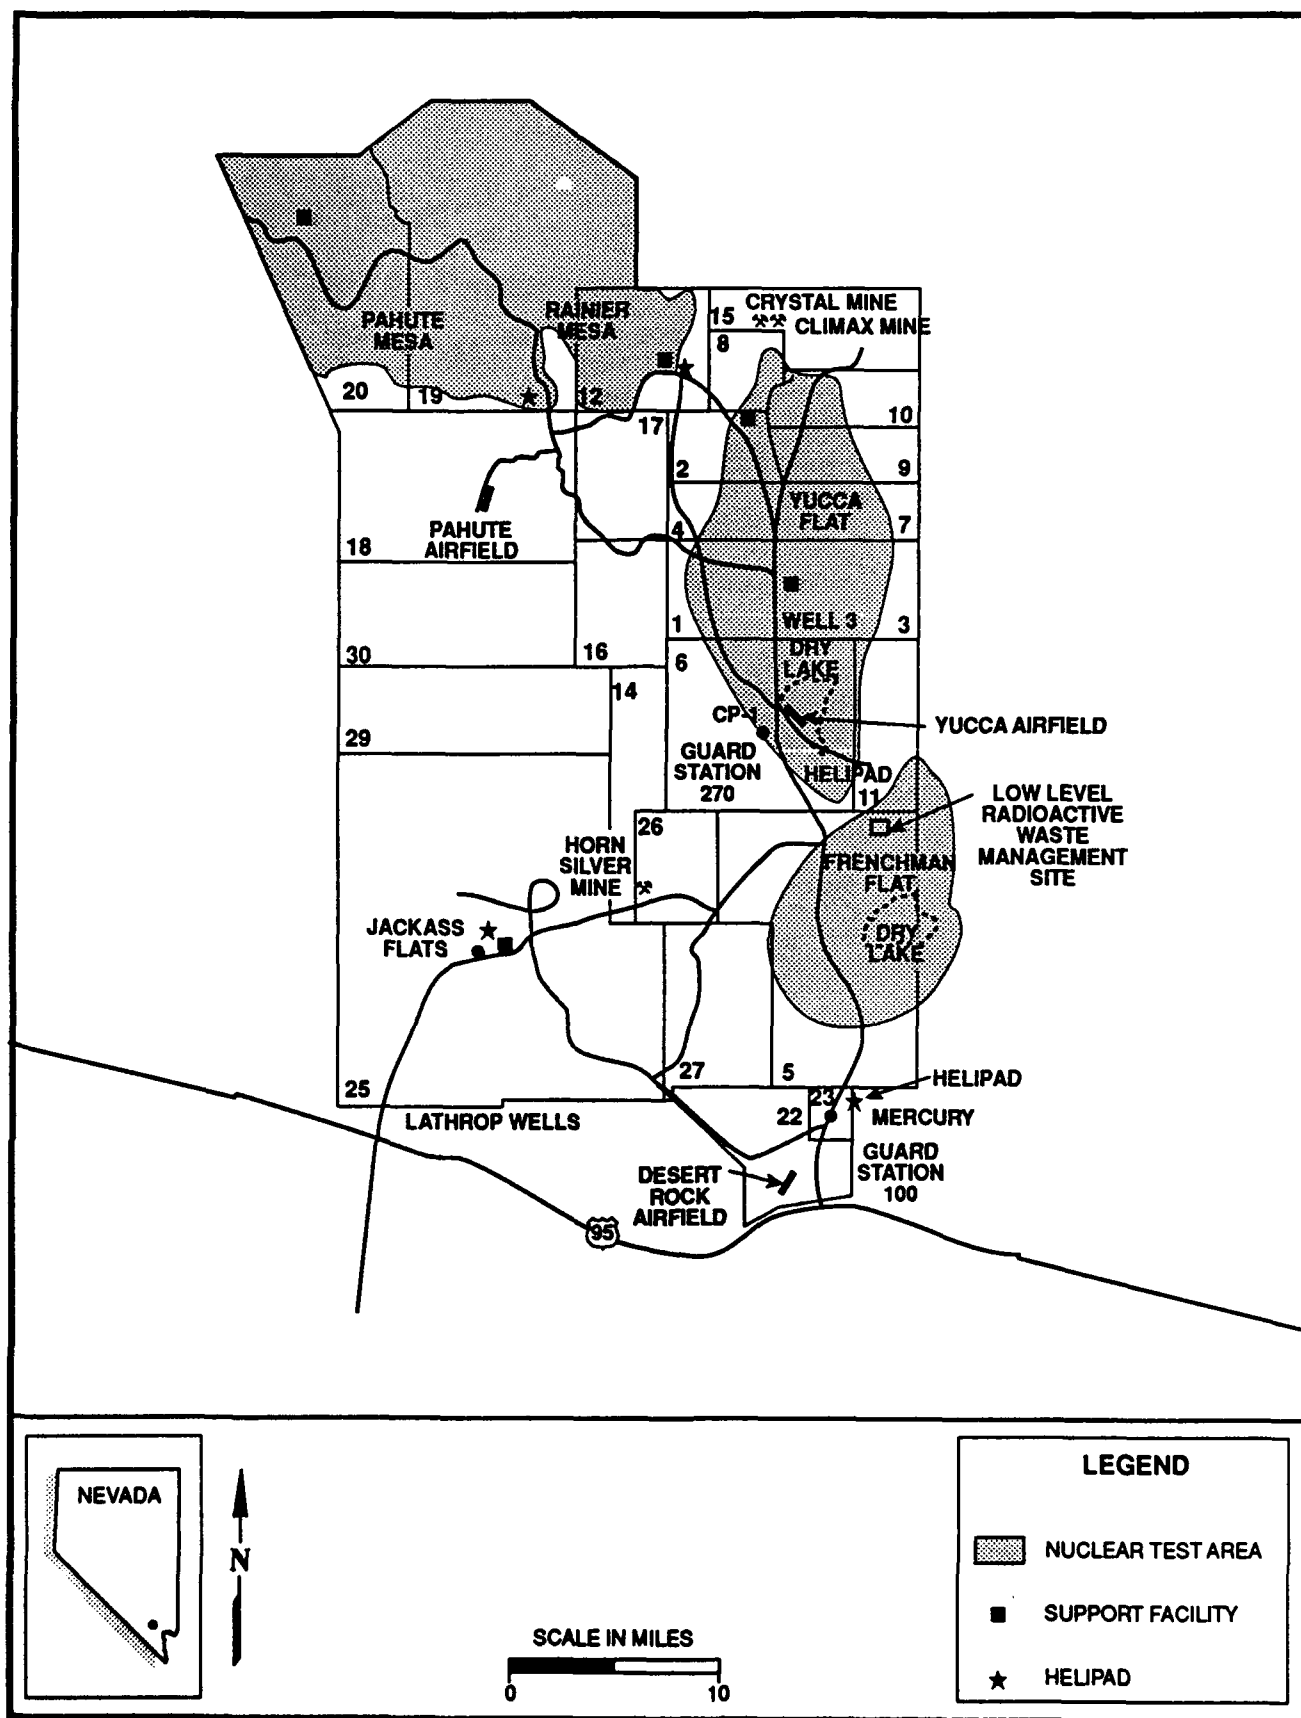 CRYSTAL MINE
15
CLIMAX MINE
RAINIER
MESA
PAHUTE
MESA
8
20
19
12
10
17
2
9
YUCCA
FLAT
PAHUTE
AIRFIELD
4
7
18
WELL 3
1
3
DRY
LAKE
30
16
6
14
CP-1
YUCCA AIRFIELD
29
GUARD
STATION
270
HELIPAD
11
LOW LEVEL
RADIOACTIVE
WASTE
MANAGEMENT
SITE
26
HORN
SILVER
MINE
FRENCHMAN
FLAT
JACKASS
FLATS
DRY
LAKE
25
27
5
HELIPAD
23
22
MERCURY
LATHROP WELLS
GUARD
STATION
100
DESERT
ROCK
AIRFIELD
95
NEVADA
N
SCALE IN MILES
0
10
LEGEND
NUCLEAR TEST AREA
SUPPORT FACILITY
HELIPAD